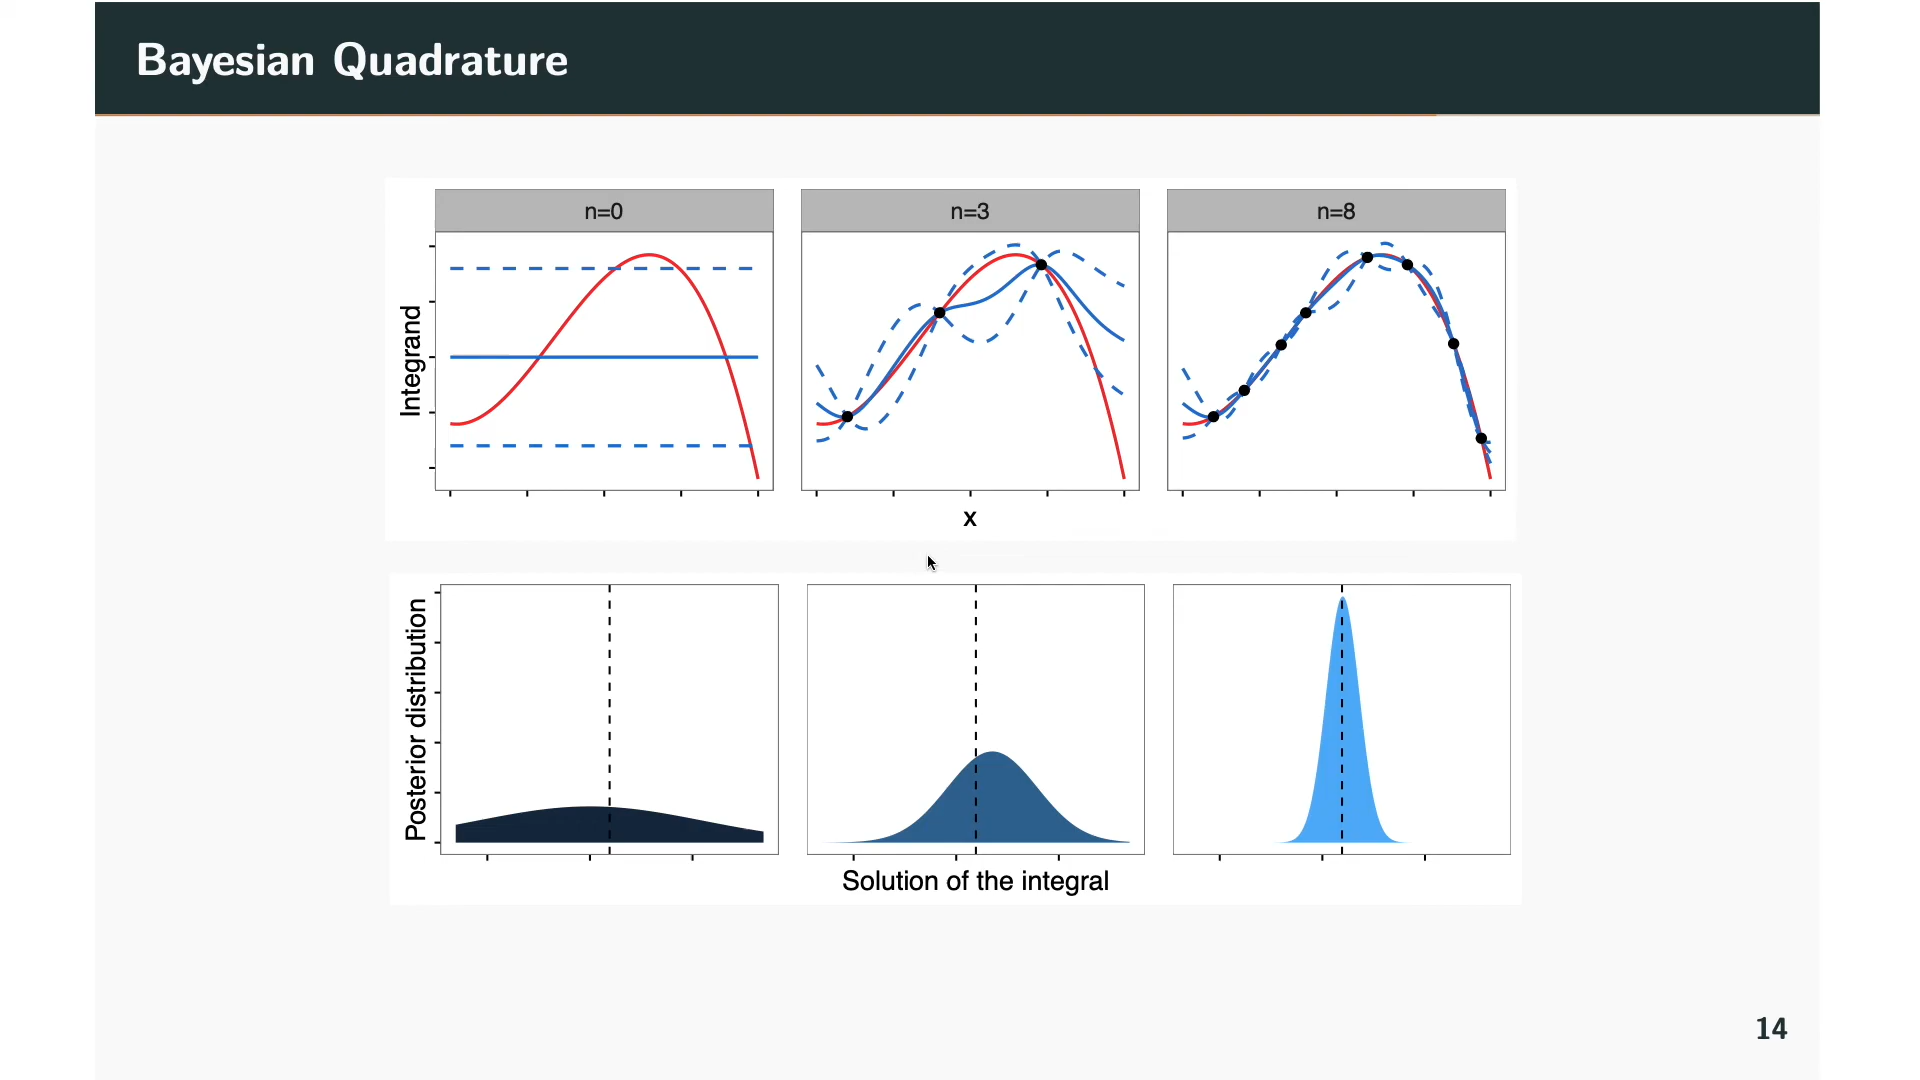 Bayesian Quadrature
n=0
n=3
n=8
Integrand
x
Posterior distribution
Solution of the integral
14